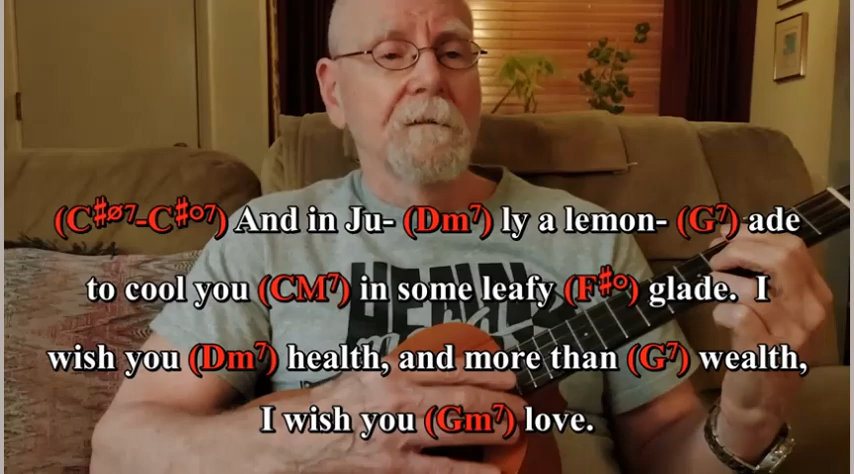 (C♯ø7-C♯○7) And in Ju- (Dm7) ly a lemon- (G7) ade
to cool you (CM7) in some leafy (F♯○) glade. I
wish you (Dm7) health, and more than (G7) wealth,
I wish you (Gm7) love.